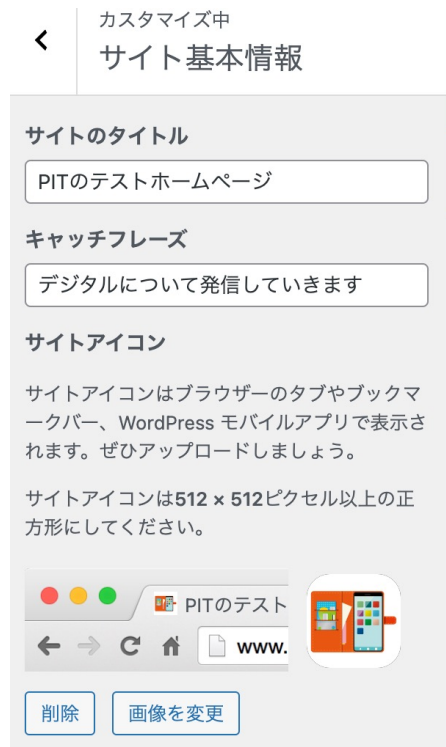 カスタマイズ中
サイト基本情報
サイトのタイトル
PITのテストホームページ
キャッチフレーズ
デジタルについて発信していきます
サイトアイコン
サイトアイコンはブラウザーのタブやブックマ
ークバー、WordPress モバイルアプリで表示さ
れます。ぜひアップロードしましょう。
サイトアイコンは512 × 512ピクセル以上の正
方形にしてください。
PITのテスト
www.
削除
画像を変更